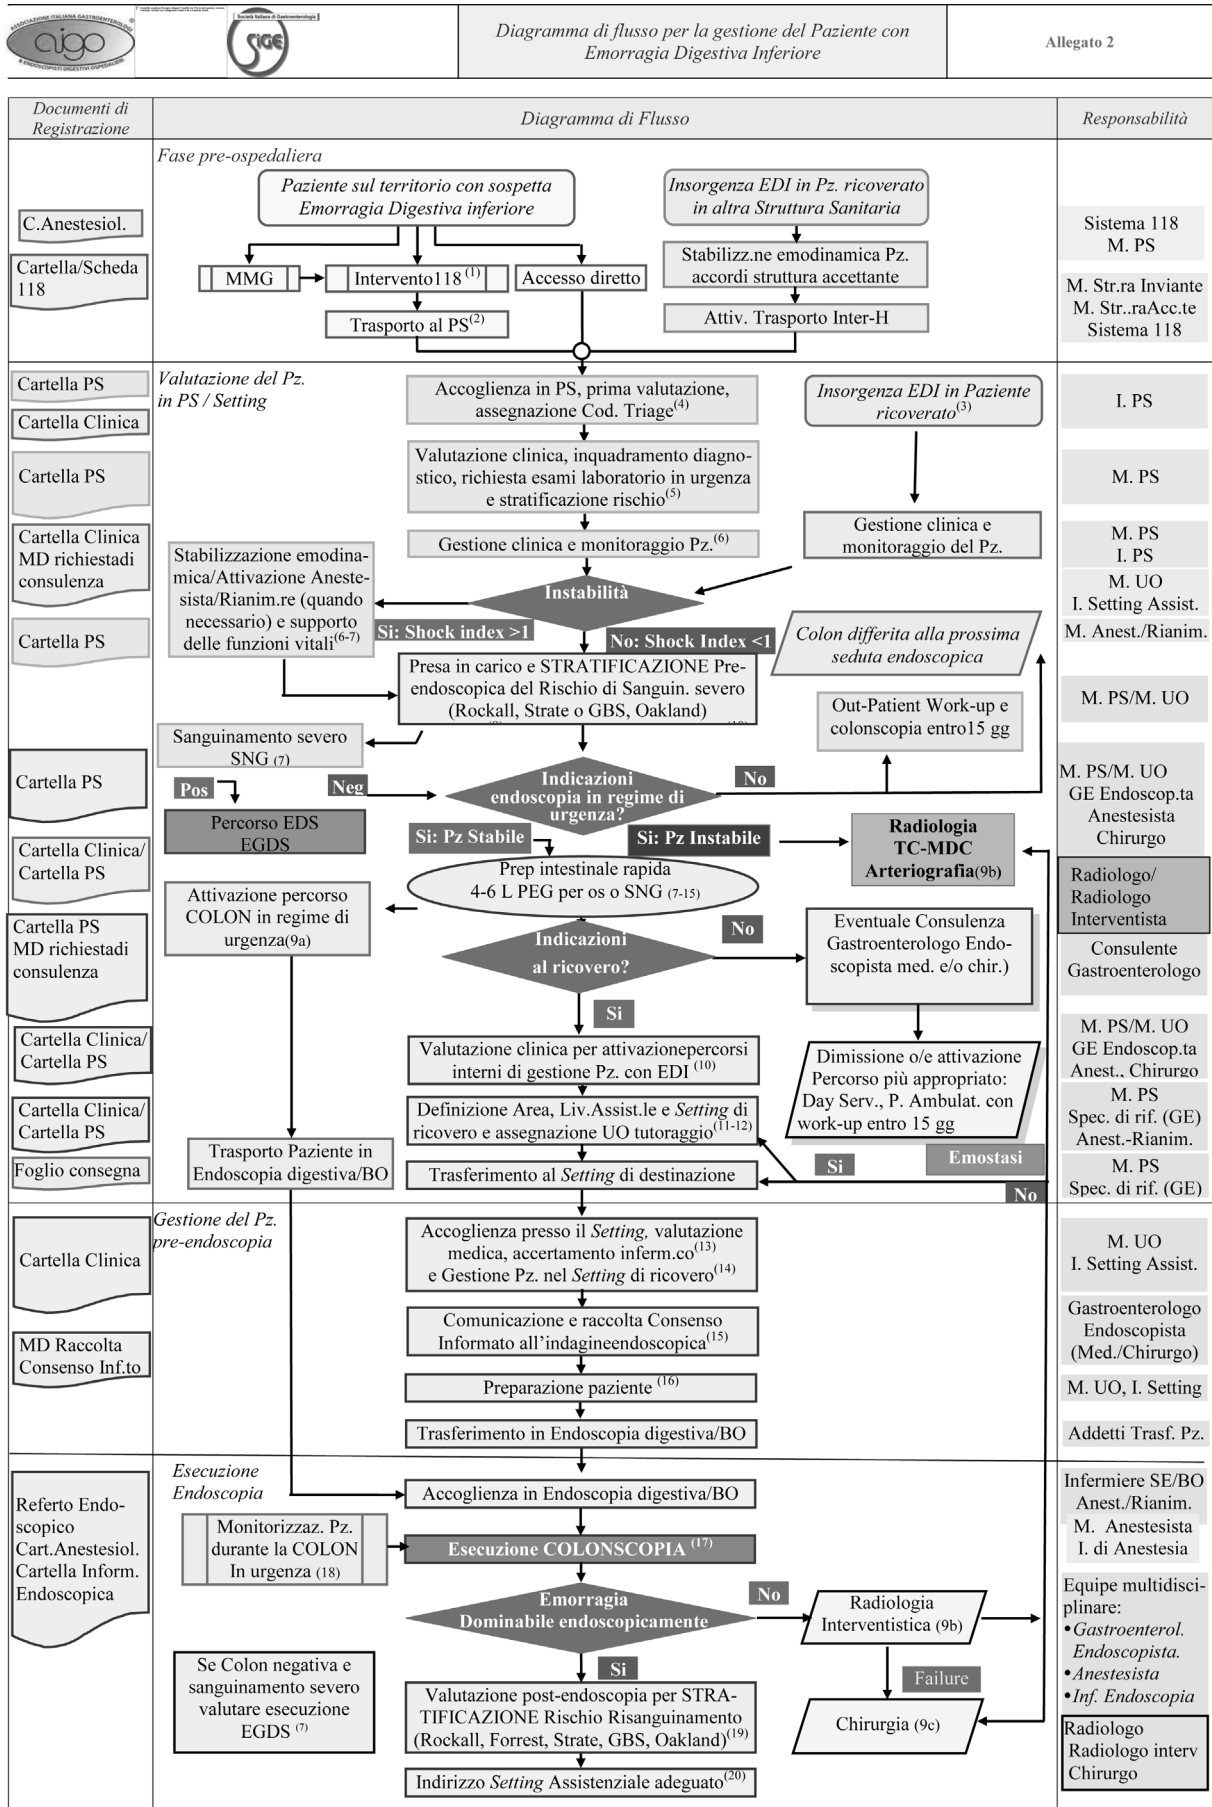 ASSOCIAZIONE ITALIANA GASTROENTEROLOGI
aigo
& ENDOSCOPISTI DIGESTIVI OSPEDALIERI
Società Italiana di Gastroenterologia
SiGE
Diagramma di flusso per la gestione del Paziente con
Emorragia Digestiva Inferiore
Allegato 2
Documenti di
Registrazione
Diagramma di Flusso
Responsabilità
Fase pre-ospedaliera
Paziente sul territorio con sospetta
Emorragia Digestiva inferiore
Insorgenza EDI in Pz. ricoverato
in altra Struttura Sanitaria
C.Anestesiol.
Cartella/Scheda
118
MMG
Intervento118 (1)
Accesso diretto
Stabilizz.ne emodinamica Pz.
accordi struttura accettante
Trasporto al PS(2)
Attiv. Trasporto Inter-H
Sistema 118
M. PS
M. Str.ra Inviante
M. Str..raAcc.te
Sistema 118
Cartella PS
Cartella Clinica
Cartella PS
Cartella Clinica
MD richiestadi
consulenza
Cartella PS
Valutazione del Pz.
in PS / Setting
Accoglienza in PS, prima valutazione,
assegnazione Cod. Triage(4)
Insorgenza EDI in Paziente
ricoverato(3)
I. PS
Valutazione clinica, inquadramento diagno-
stico, richiesta esami laboratorio in urgenza
e stratificazione rischio(5)
M. PS
Gestione clinica e monitoraggio Pz.(6)
Gestione clinica e
monitoraggio del Pz.
M. PS
I. PS
Stabilizzazione emodina-
mica/Attivazione Aneste-
sista/Rianim.re (quando
necessario) e supporto
delle funzioni vitali(6-7)
Instabilità
Si: Shock index >1
No: Shock Index <1
M. UO
I. Setting Assist.
M. Anest./Rianim.
Colon differita alla prossima
seduta endoscopica
Presa in carico e STRATIFICAZIONE Pre-
endoscopica del Rischio di Sanguin. severo
(Rockall, Strate o GBS, Oakland)
Out-Patient Work-up e
colonscopia entro15 gg
M. PS/M. UO
Sanguinamento severo
SNG (7)
Pos
Neg
Percorso EDS
EGDS
Indicazioni
endoscopia in regime di
urgenza?
No
Si: Pz Stabile
Si: Pz Instabile
Radiologia
TC-MDC
Arteriografia(9b)
Cartella PS
Cartella Clinica/
Cartella PS
M. PS/M. UO
GE Endoscop.ta
Anestesista
Chirurgo
Radiologo/
Radiologo
Interventista
Prep intestinale rapida
4-6 L PEG per os o SNG (7-15)
Attivazione percorso
COLON in regime di
urgenza(9a)
Cartella PS
MD richiestadi
consulenza
Indicazioni
al ricovero?
No
Si
Eventuale Consulenza
Gastroenterologo Endo-
scopista med. e/o chir.)
Consulente
Gastroenterologo
Cartella Clinica/
Cartella PS
Valutazione clinica per attivazionepercorsi
interni di gestione Pz. con EDI (10)
Dimissione o/e attivazione
Percorso più appropriato:
Day Serv., P. Ambulat. con
work-up entro 15 gg
M. PS/M. UO
GE Endoscop.ta
Anest., Chirurgo
Cartella Clinica/
Cartella PS
Definizione Area, Liv.Assist.le e Setting di
ricovero e assegnazione UO tutoraggio(11-12)
M. PS
Spec. di rif. (GE)
Anest.-Rianim.
Trasporto Paziente in
Endoscopia digestiva/BO
Emostasi
Si
No
Foglio consegna
Trasferimento al Setting di destinazione
M. PS
Spec. di rif. (GE)
Gestione del Pz.
pre-endoscopia
Cartella Clinica
Accoglienza presso il Setting, valutazione
medica, accertamento inferm.co(13)
e Gestione Pz. nel Setting di ricovero(14)
M. UO
I. Setting Assist.
MD Raccolta
Consenso Inf.to
Comunicazione e raccolta Consenso
Informato all'indagineendoscopica(15)
Gastroenterologo
Endoscopista
(Med./Chirurgo)
Preparazione paziente (16)
M. UO, I. Setting
Trasferimento in Endoscopia digestiva/BO
Addetti Trasf. Pz.
Esecuzione
Endoscopia
Referto Endo-
scopico
Cart.Anestesiol.
Cartella Inform.
Endoscopica
Accoglienza in Endoscopia digestiva/BO
Infermiere SE/BO
Anest./Rianim.
Monitorizzaz. Pz.
durante la COLON
In urgenza (18)
Esecuzione COLONSCOPIA (17)
M. Anestesista
I. di Anestesia
Emorragia
Dominabile endoscopicamente
No
Si
Radiologia
Interventistica (9b)
Failure
Chirurgia (9c)
Equipe multidisci-
plinare:
•Gastroenterol.
Endoscopista.
•Anestesista
•Inf. Endoscopia
Se Colon negativa e
sanguinamento severo
valutare esecuzione
EGDS (7)
Valutazione post-endoscopia per STRA-
TIFICAZIONE Rischio Risanguinamento
(Rockall, Forrest, Strate, GBS, Oakland)(19)
Radiologo
Radiologo interv
Chirurgo
Indirizzo Setting Assistenziale adeguato(20)